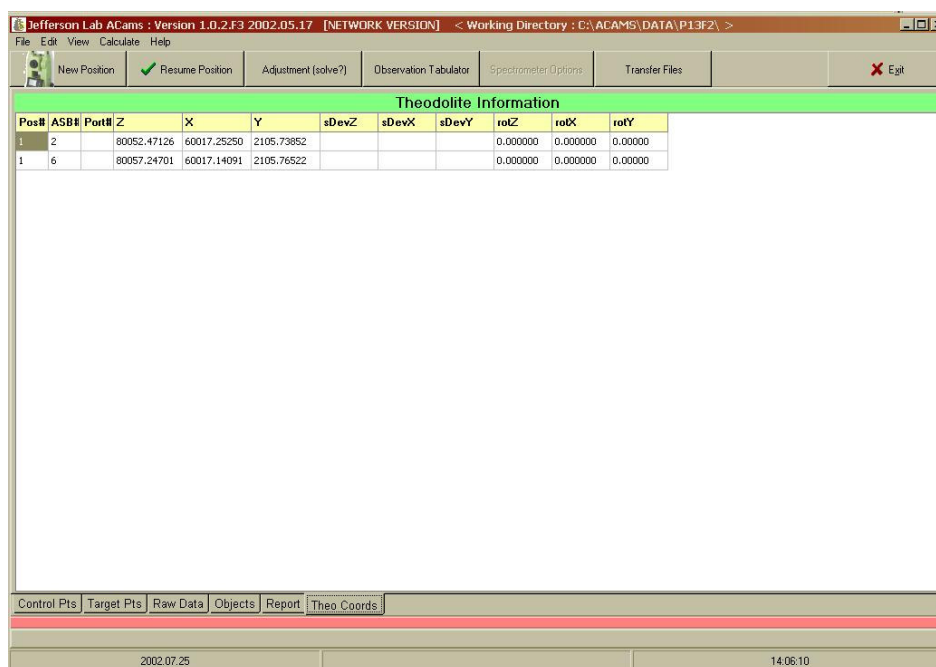 Jefferson Lab ACams : Version 1.0.2.F3 2002.05.17 [NETWORK VERSION] < Working Directory : C:\ACAMS\DATA\P13F2\ >
File Edit View Calculate Help
New Position Resume Position Adjustment (solve?) Observation Tabulator Spectrometer Options Transfer Files Exit
Theodolite Information
Pos# ASB# Port# Z X Y sDevZ sDevX sDevY rotZ rotX rotY
1 2 80052.47126 60017.25250 2105.73852 0.000000 0.000000 0.00000
1 6 80057.24701 60017.14091 2105.76522 0.000000 0.000000 0.00000
Control Pts Target Pts Raw Data Objects Report Theo Coords
2002.07.25 14:06:10